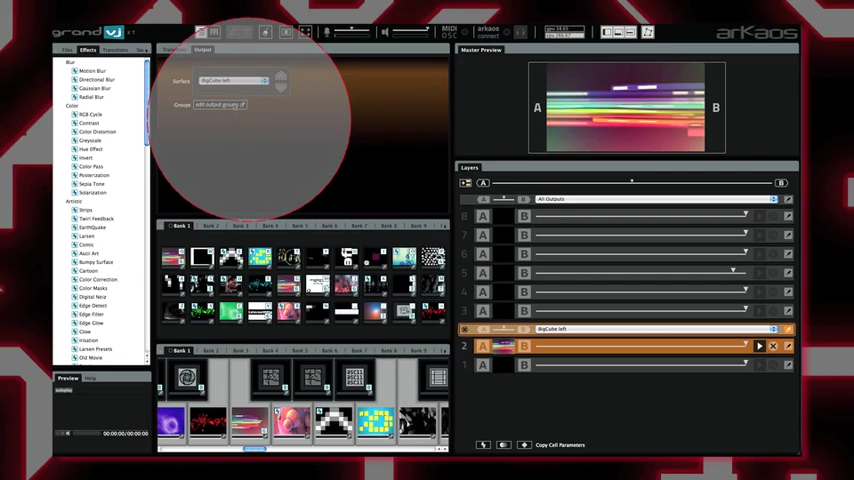 grand vj x 1
MIDI
OSC
arkaos
connect
arKaos
Files Effects Transitions
Output
Master Preview
Blur
Motion Blur
Directional Blur
Gaussian Blur
Radial Blur
Color
RGB Cycle
Contrast
Color Distortion
Greyscale
Hue Effect
Invert
Color Pass
Posterization
Sepia Tone
Solarization
Artistic
Strips
Twirl Feedback
EarthQuake
Larsen
Comic
Ascii Art
Bumpy Surface
Cartoon
Color Correction
Color Masks
Digital Noiz
Edge Detect
Edge Filter
Edge Glow
Glow
Irisation
Larsen Presets
Old Movie
Surface BigCube left
Groups edit output groups
A B
Layers
A B
A B All Outputs
8 A B
7 A B
6 A B
5 A B
4 A B
3 A B
A B BigCube left
2 A B
1 A B
Bank 1 Bank 2 Bank 3 Bank 4 Bank 5 Bank 6 Bank 7 Bank 8 Bank 9
Bank 1 Bank 2 Bank 3 Bank 4 Bank 5 Bank 6 Bank 7 Bank 8 Bank 9
Preview Help
autoplay
00:00:00/00:00:00
Copy Cell Parameters